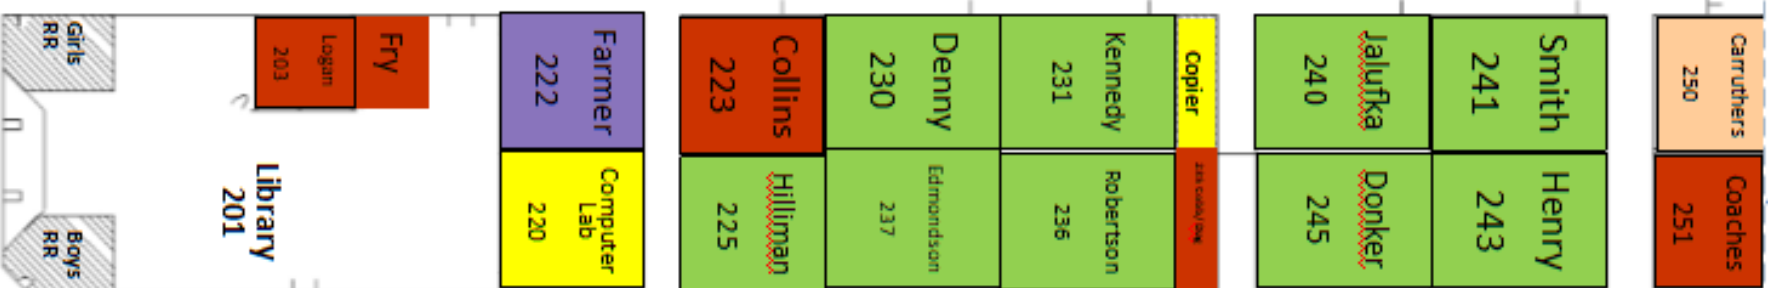 Girls
RR
Fry
Logan
203
Library
201
Boys
RR
Farmer
222
Computer
Lab
220
Collins
223
Hilliman
225
Denny
230
Edmondson
237
Kennedy
231
Robertson
236
Copier
Jalufka
240
Donker
245
Smith
241
Henry
243
Carruthers
250
Coaches
251